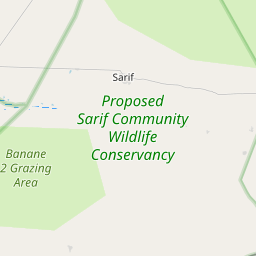 Sarif
Proposed
Sarif Community
Wildlife
Conservancy
Banane
2 Grazing
Area